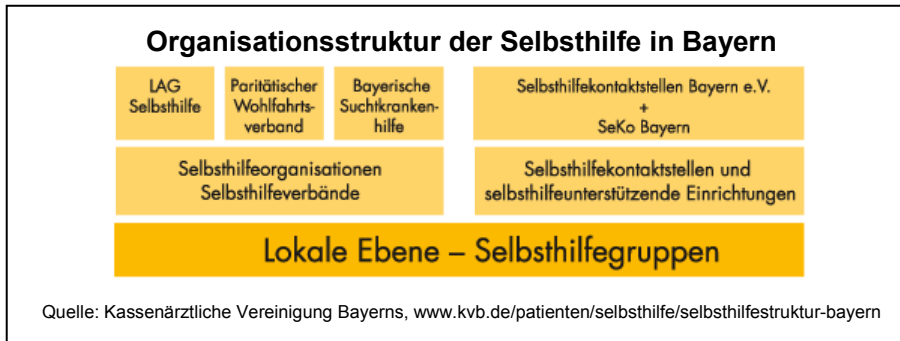 Organisationsstruktur der Selbsthilfe in Bayern
LAG
Selbsthilfe
Paritätischer
Wohlfahrts-
verband
Bayerische
Suchtkranken-
hilfe
Selbsthilfekontaktstellen Bayern e.V.
+
SeKo Bayern
Selbsthilfeorganisationen
Selbsthilfeverbände
Selbsthilfekontaktstellen und
selbsthilfeunterstützende Einrichtungen
Lokale Ebene – Selbsthilfegruppen
Quelle: Kassenärztliche Vereinigung Bayerns, www.kvb.de/patienten/selbsthilfe/selbsthilfestruktur-bayern